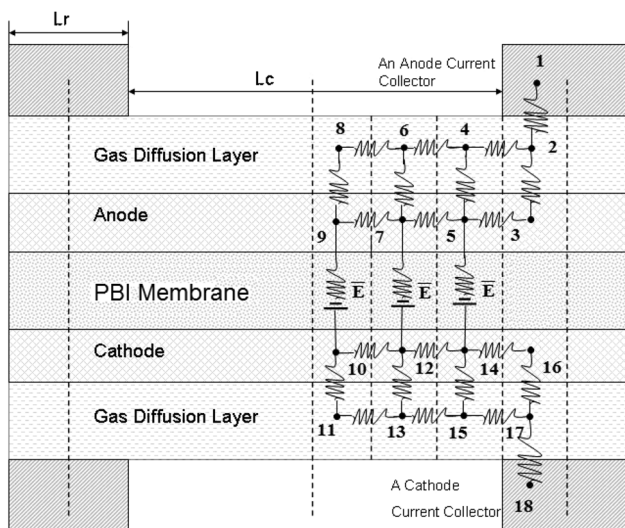 Lr
Lc
An Anode Current
Collector
1
8 6 4 2
Gas Diffusion Layer
Anode
9 7 5 3
PBI Membrane
E̅ E̅ E̅
Cathode
10 12 14 16
Gas Diffusion Layer
11 13 15 17
A Cathode
Current Collector
18